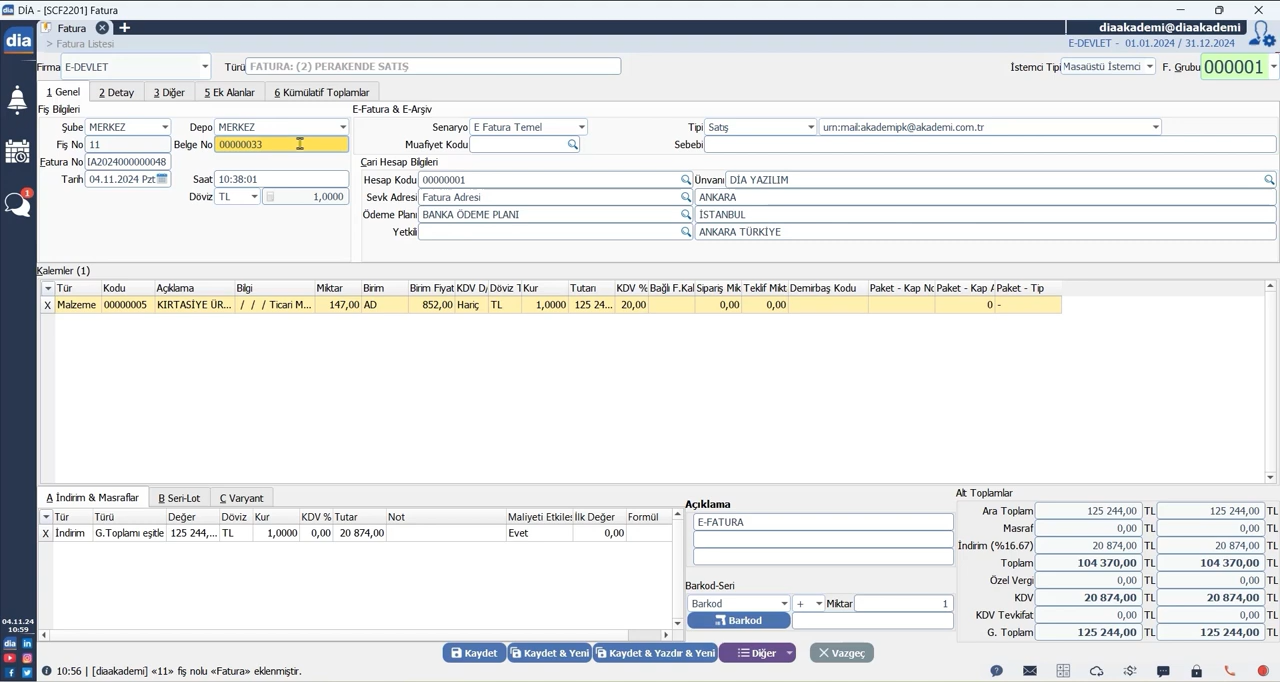 DİA - [SCF2201] Fatura
dia
Fatura
diaakademi@diaakademi
> Fatura Listesi
E-DEVLET - 01.01.2024 / 31.12.2024
Firma E-DEVLET Türü FATURA: (2) PERAKENDE SATIŞ İstemci Tipi Masaüstü İstemci F. Grubu 000001
1 Genel 2 Detay 3 Diğer 5 Ek Alanlar 6 Kümülatif Toplamlar
Fiş Bilgileri E-Fatura & E-Arşiv
Şube MERKEZ Depo MERKEZ Senaryo E Fatura Temel Tipi Satış urn:mail:akademipk@akademi.com.tr
Fiş No 11 Belge No 00000033 Muafiyet Kodu Sebebi
Fatura No IA2024000000048 Cari Hesap Bilgileri
Tarih 04.11.2024 Pzt Saat 10:38:01 Hesap Kodu 00000001 Ünvanı DİA YAZILIM
Döviz TL 1,0000 Sevk Adresi Fatura Adresi ANKARA
Ödeme Planı BANKA ÖDEME PLANI İSTANBUL
Yetkili ANKARA TÜRKİYE
Kalemler (1)
Tür Kodu Açıklama Bilgi Miktar Birim Birim Fiyat KDV D/ Döviz T Kur Tutarı KDV % Bağlı F.Kal Sipariş Mik Teklif Mikt Demirbaş Kodu Paket - Kap No Paket - Kap A Paket - Tip
X Malzeme 00000005 KIRTASİYE ÜR... / / / Ticari M... 147,00 AD 852,00 Hariç TL 1,0000 125 24... 20,00 0,00 0,00 0 -
A İndirim & Masraflar B Seri-Lot C Varyant
Tür Türü Değer Döviz Kur KDV % Tutar Not Maliyeti Etkiles İlk Değer Formül
X İndirim G.Toplamı eşitle 125 244,... TL 1,0000 0,00 20 874,00 Evet 0,00
Açıklama
E-FATURA
Barkod-Seri
Barkod + Miktar 1
Barkod
Alt Toplamlar
Ara Toplam 125 244,00 TL 125 244,00 TL
Masraf 0,00 TL 0,00 TL
İndirim (%16.67) 20 874,00 TL 20 874,00 TL
Toplam 104 370,00 TL 104 370,00 TL
Özel Vergi 0,00 TL 0,00 TL
KDV 20 874,00 TL 20 874,00 TL
KDV Tevkifat 0,00 TL 0,00 TL
G. Toplam 125 244,00 TL 125 244,00 TL
1
04.11.24
10:59
dia in
Kaydet Kaydet & Yeni Kaydet & Yazdır & Yeni Diğer Vazgeç
10:56 | [diaakademi] «11» fiş nolu «Fatura» eklenmiştir.